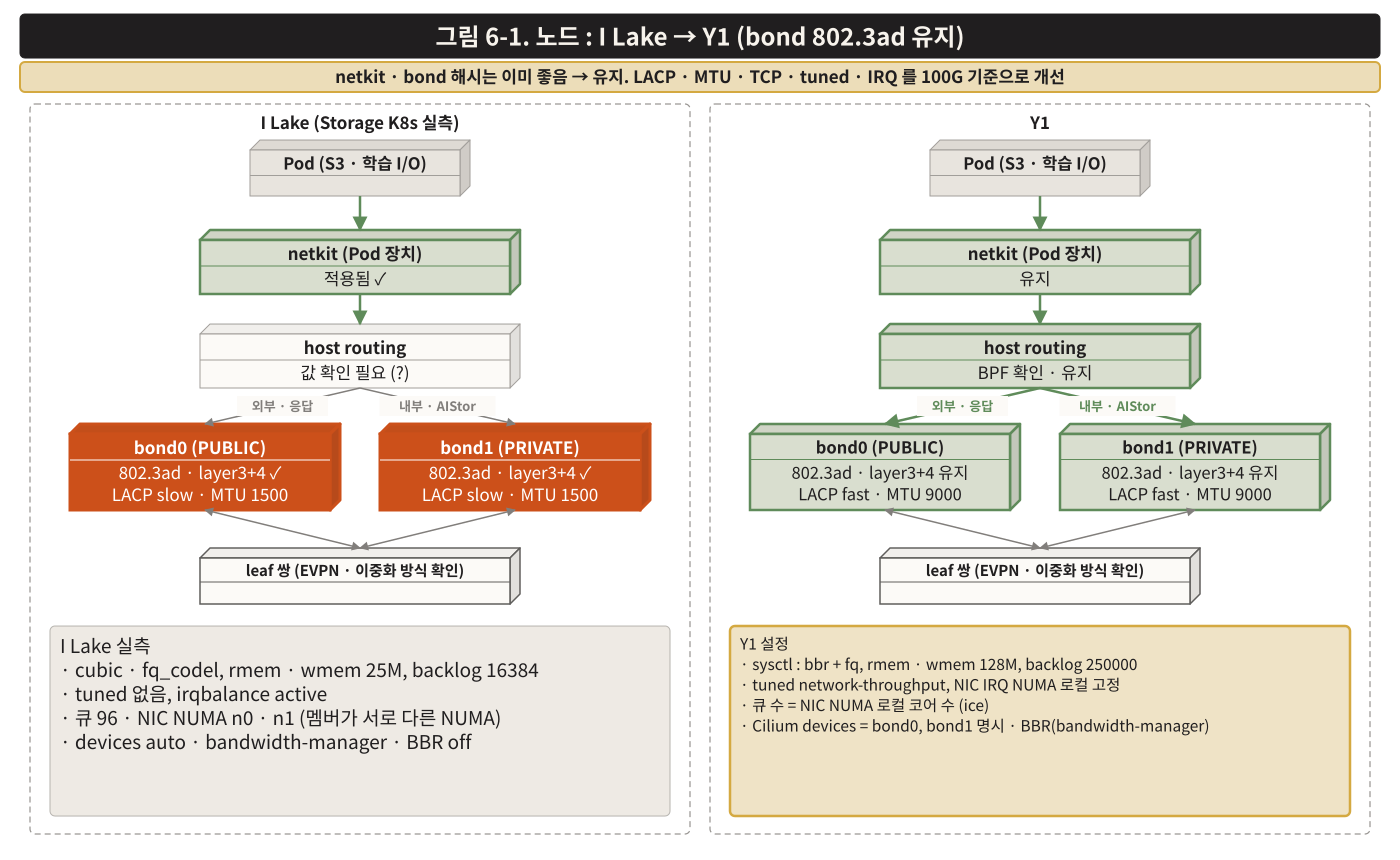 그림 6-1. 노드 : I Lake → Y1 (bond 802.3ad 유지)
netkit · bond 해시는 이미 좋음 → 유지. LACP · MTU · TCP · tuned · IRQ 를 100G 기준으로 개선
I Lake (Storage K8s 실측)
Pod (S3 · 학습 I/O)
netkit (Pod 장치)
적용됨 ✓
host routing
값 확인 필요 (?)
외부 · 응답
내부 · AIStor
bond0 (PUBLIC)
802.3ad · layer3+4 ✓
LACP slow · MTU 1500
bond1 (PRIVATE)
802.3ad · layer3+4 ✓
LACP slow · MTU 1500
leaf 쌍 (EVPN · 이중화 방식 확인)
I Lake 실측
· cubic · fq_codel, rmem · wmem 25M, backlog 16384
· tuned 없음, irqbalance active
· 큐 96 · NIC NUMA n0 · n1 (멤버가 서로 다른 NUMA)
· devices auto · bandwidth-manager · BBR off
Y1
Pod (S3 · 학습 I/O)
netkit (Pod 장치)
유지
host routing
BPF 확인 · 유지
외부 · 응답
내부 · AIStor
bond0 (PUBLIC)
802.3ad · layer3+4 유지
LACP fast · MTU 9000
bond1 (PRIVATE)
802.3ad · layer3+4 유지
LACP fast · MTU 9000
leaf 쌍 (EVPN · 이중화 방식 확인)
Y1 설정
· sysctl : bbr + fq, rmem · wmem 128M, backlog 250000
· tuned network-throughput, NIC IRQ NUMA 로컬 고정
· 큐 수 = NIC NUMA 로컬 코어 수 (ice)
· Cilium devices = bond0, bond1 명시 · BBR(bandwidth-manager)